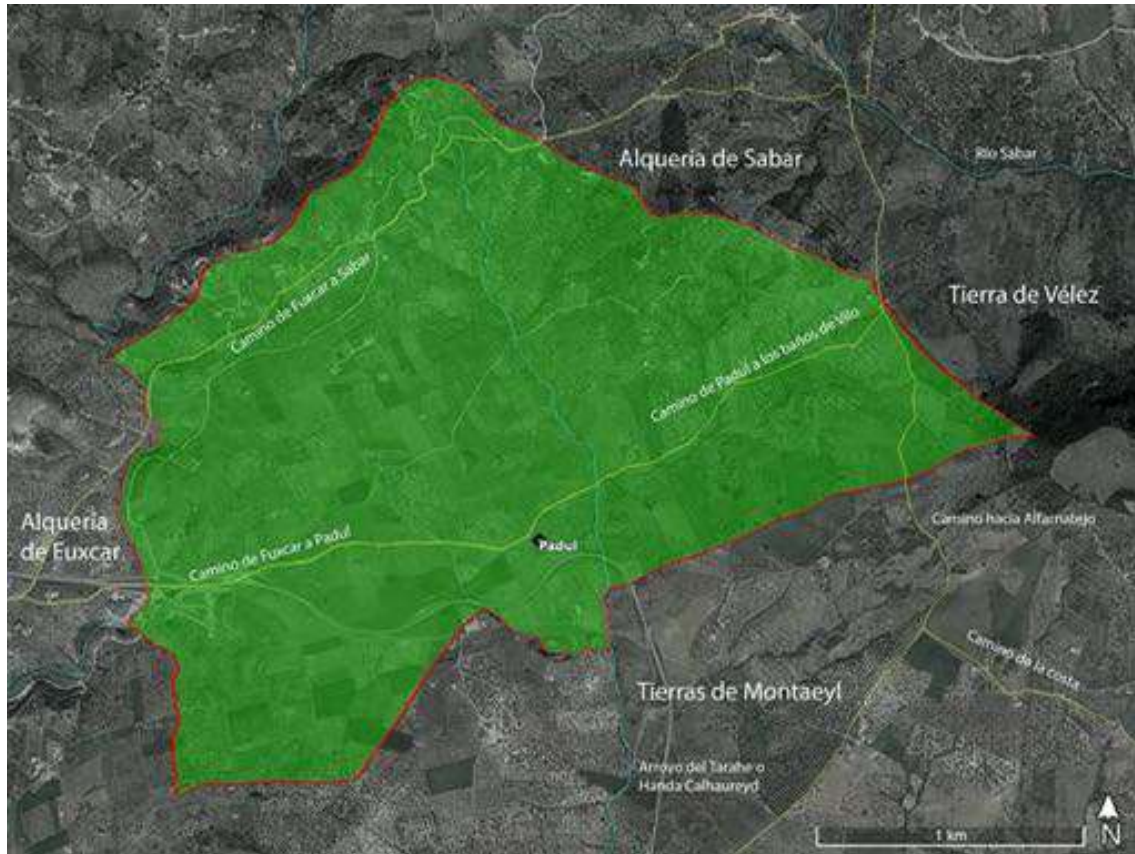 Alquería de Sabar
Río Sabar
Tierra de Vélez
Camino de Fuxcar a Sabar
Camino de Padul a los baños de Vilo
Alquería
de Fuxcar
Camino de Fuxcar a Padul
Padul
Camino hacia Alfarnatejo
Camino de la costa
Tierras de Montaeyl
Arroyo del Tarahe o
Handa Calhaureyd
1 km
N